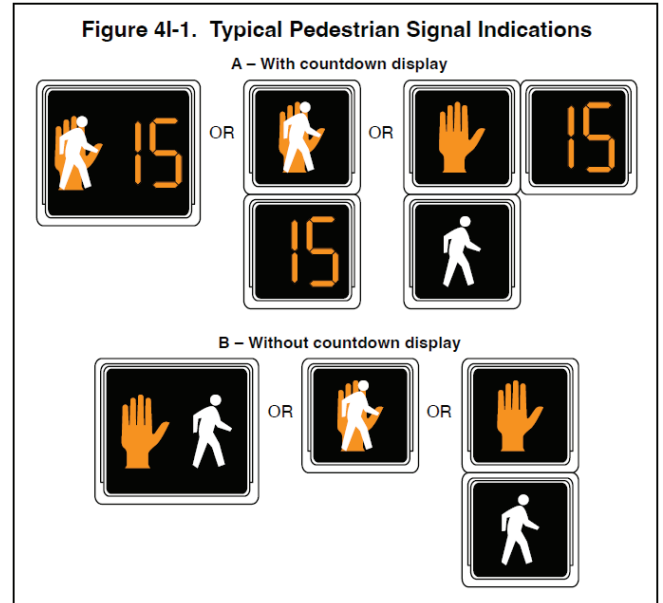 Figure 4I-1. Typical Pedestrian Signal Indications
A – With countdown display
15 OR OR 15
15
B – Without countdown display
OR OR